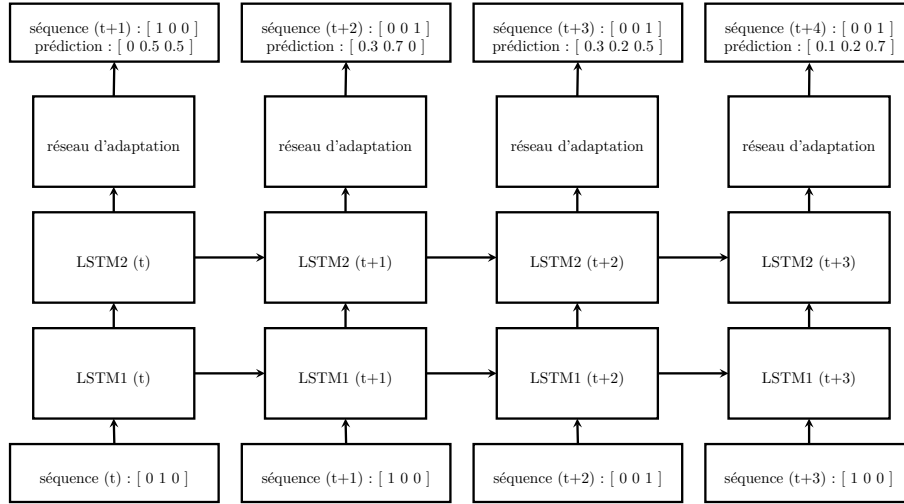 séquence (t+1) : [ 1 0 0 ]
prédiction : [ 0 0.5 0.5 ]
séquence (t+2) : [ 0 0 1 ]
prédiction : [ 0.3 0.7 0 ]
séquence (t+3) : [ 0 0 1 ]
prédiction : [ 0.3 0.2 0.5 ]
séquence (t+4) : [ 0 0 1 ]
prédiction : [ 0.1 0.2 0.7 ]
réseau d'adaptation
réseau d'adaptation
réseau d'adaptation
réseau d'adaptation
LSTM2 (t)
LSTM2 (t+1)
LSTM2 (t+2)
LSTM2 (t+3)
LSTM1 (t)
LSTM1 (t+1)
LSTM1 (t+2)
LSTM1 (t+3)
séquence (t) : [ 0 1 0 ]
séquence (t+1) : [ 1 0 0 ]
séquence (t+2) : [ 0 0 1 ]
séquence (t+3) : [ 1 0 0 ]